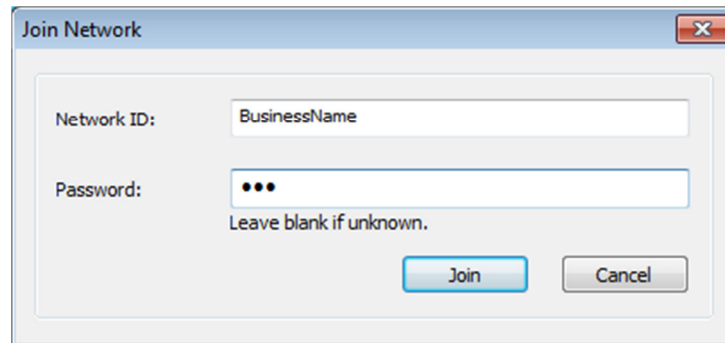 Join Network
Network ID: BusinessName
Password: •••
Leave blank if unknown.
Join Cancel